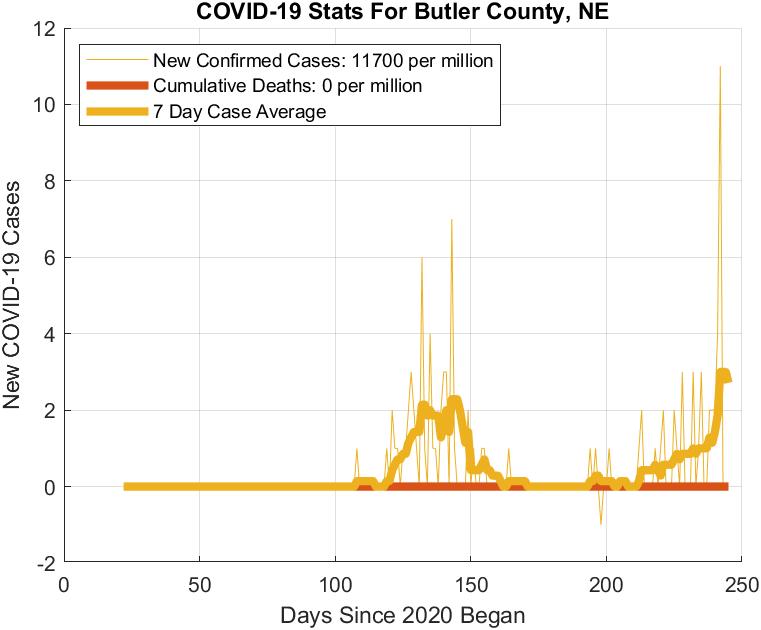 COVID-19 Stats For Butler County, NE
12
10
8
6
4
2
0
-2
New COVID-19 Cases
New Confirmed Cases: 11700 per million
Cumulative Deaths: 0 per million
7 Day Case Average
0 50 100 150 200 250
Days Since 2020 Began